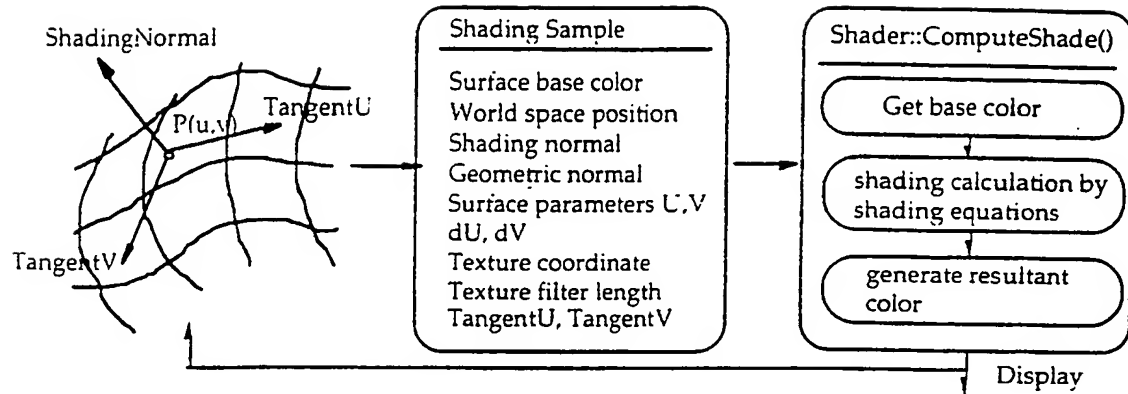 ShadingNormal
TangentU
P(u,v)
TangentV
Shading Sample
Surface base color
World space position
Shading normal
Geometric normal
Surface parameters U,V
dU, dV
Texture coordinate
Texture filter length
TangentU, TangentV
Shader::ComputeShade()
Get base color
shading calculation by
shading equations
generate resultant
color
Display